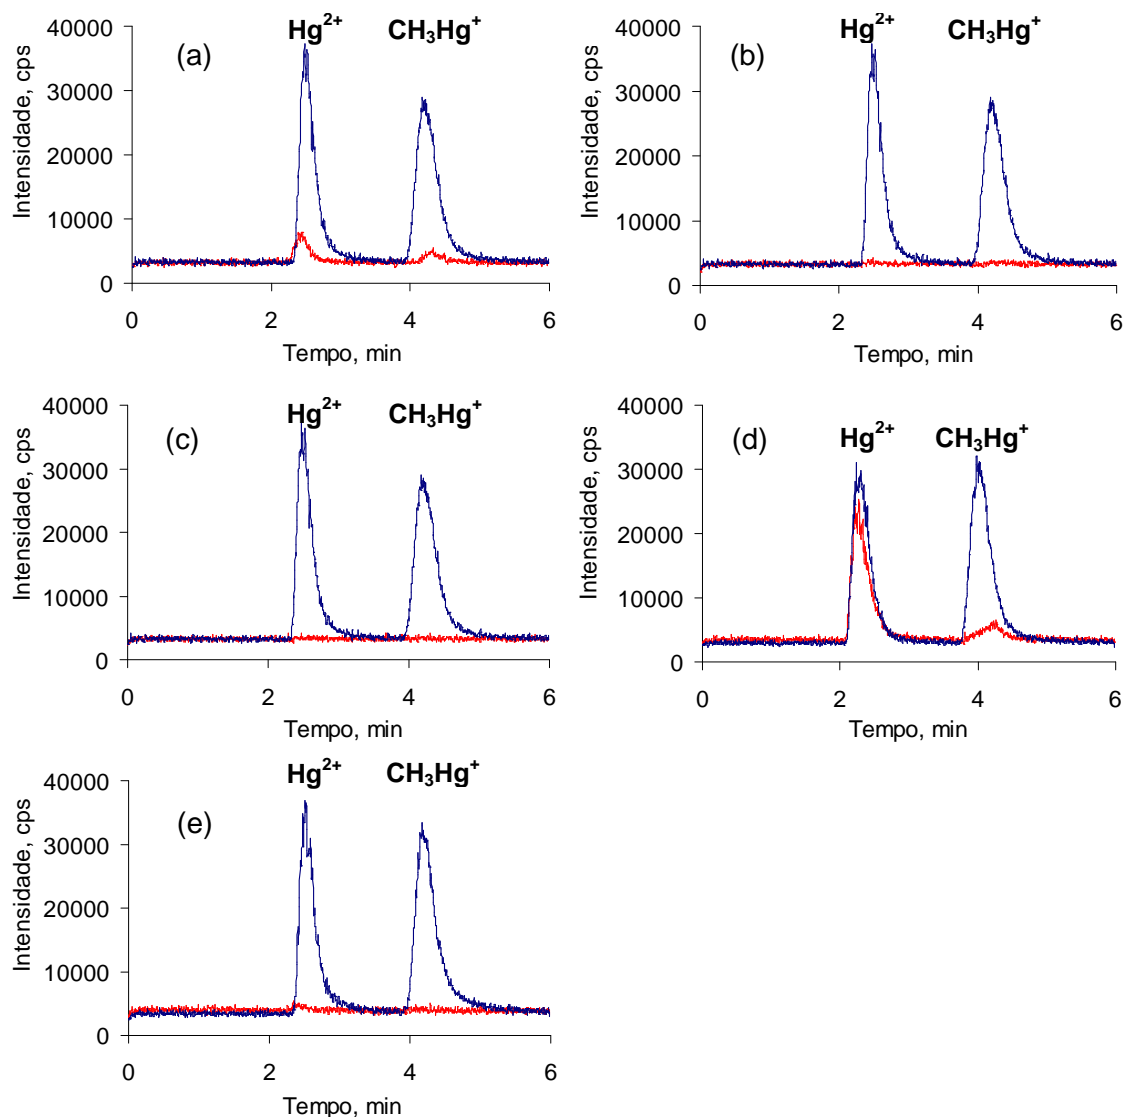 (a)
Hg²⁺ CH₃Hg⁺
Intensidade, cps
40000
30000
20000
10000
0
0 2 4 6
Tempo, min
(b)
Hg²⁺ CH₃Hg⁺
Intensidade, cps
40000
30000
20000
10000
0
0 2 4 6
Tempo, min
(c)
Hg²⁺ CH₃Hg⁺
Intensidade, cps
40000
30000
20000
10000
0
0 2 4 6
Tempo, min
(d)
Hg²⁺ CH₃Hg⁺
Intensidade, cps
40000
30000
20000
10000
0
0 2 4 6
Tempo, min
(e)
Hg²⁺ CH₃Hg⁺
Intensidade, cps
40000
30000
20000
10000
0
0 2 4 6
Tempo, min